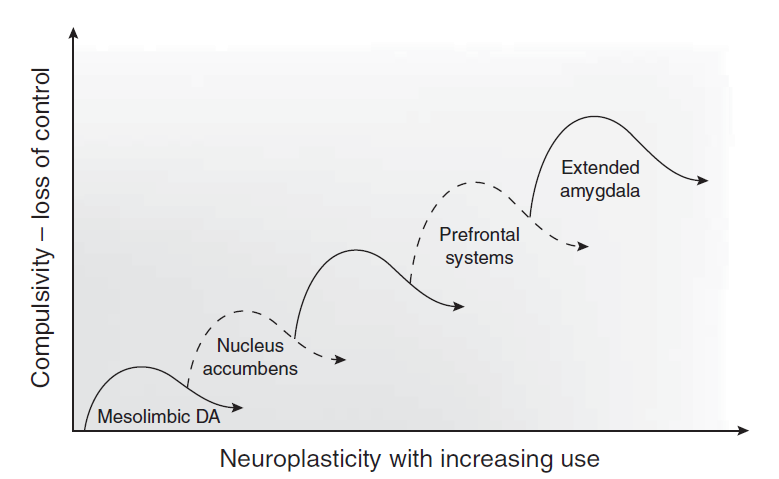 Compulsivity – loss of control
Extended
amygdala
Prefrontal
systems
Nucleus
accumbens
Mesolimbic DA
Neuroplasticity with increasing use